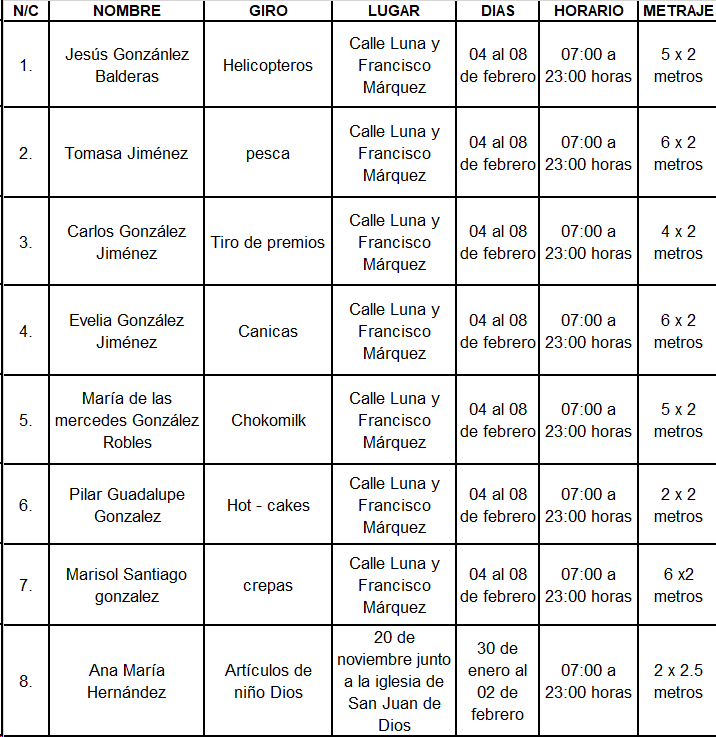 N/C NOMBRE GIRO LUGAR DIAS HORARIO METRAJE
1. Jesús Gonzánlez Balderas Helicopteros Calle Luna y Francisco Márquez 04 al 08 de febrero 07:00 a 23:00 horas 5 x 2 metros
2. Tomasa Jiménez pesca Calle Luna y Francisco Márquez 04 al 08 de febrero 07:00 a 23:00 horas 6 x 2 metros
3. Carlos González Jiménez Tiro de premios Calle Luna y Francisco Márquez 04 al 08 de febrero 07:00 a 23:00 horas 4 x 2 metros
4. Evelia González Jiménez Canicas Calle Luna y Francisco Márquez 04 al 08 de febrero 07:00 a 23:00 horas 6 x 2 metros
5. María de las mercedes González Robles Chokomilk Calle Luna y Francisco Márquez 04 al 08 de febrero 07:00 a 23:00 horas 5 x 2 metros
6. Pilar Guadalupe Gonzalez Hot - cakes Calle Luna y Francisco Márquez 04 al 08 de febrero 07:00 a 23:00 horas 2 x 2 metros
7. Marisol Santiago gonzalez crepas Calle Luna y Francisco Márquez 04 al 08 de febrero 07:00 a 23:00 horas 6 x2 metros
8. Ana María Hernández Artículos de niño Dios 20 de noviembre junto a la iglesia de San Juan de Dios 30 de enero al 02 de febrero 07:00 a 23:00 horas 2 x 2.5 metros